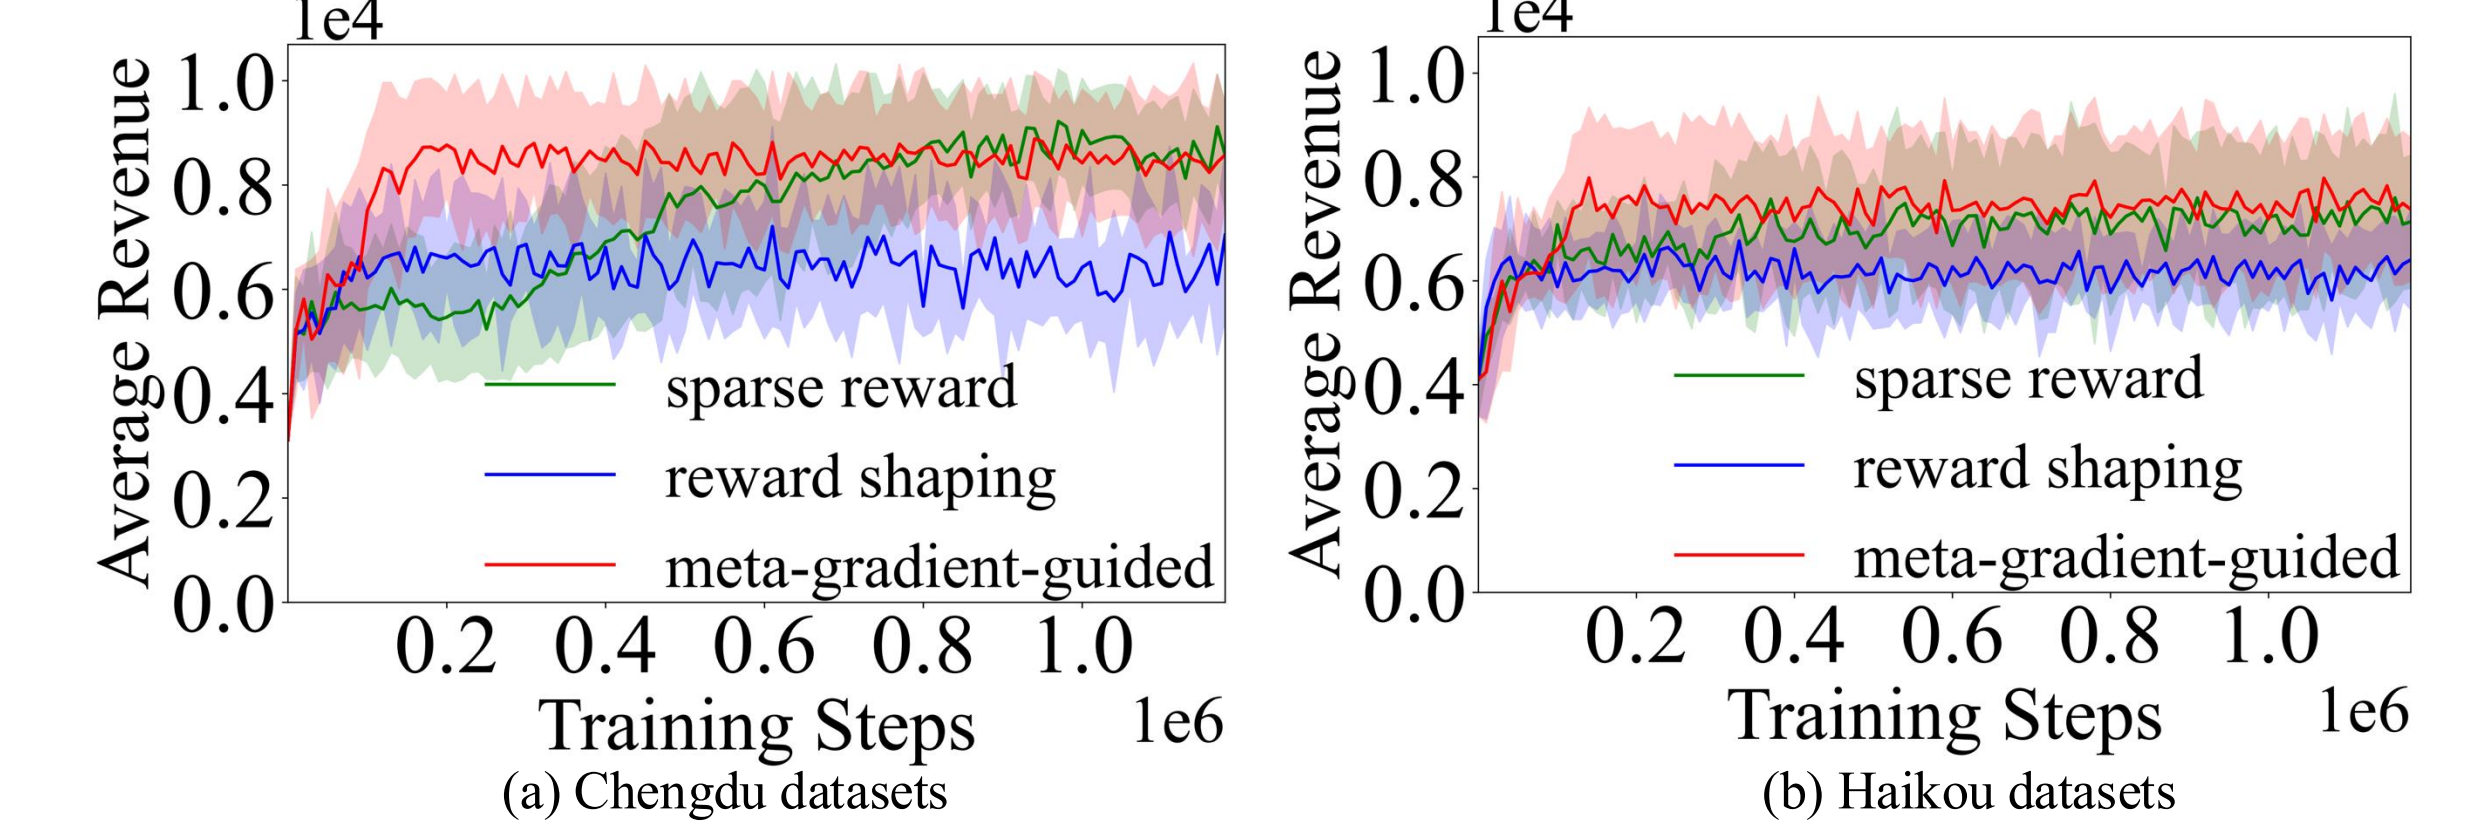 1e4
Average Revenue
1.0
0.8
0.6
0.4
0.2
0.0
sparse reward
reward shaping
meta-gradient-guided
0.2 0.4 0.6 0.8 1.0
Training Steps
1e6
(a) Chengdu datasets
1e4
Average Revenue
1.0
0.8
0.6
0.4
0.2
0.0
sparse reward
reward shaping
meta-gradient-guided
0.2 0.4 0.6 0.8 1.0
Training Steps
1e6
(b) Haikou datasets